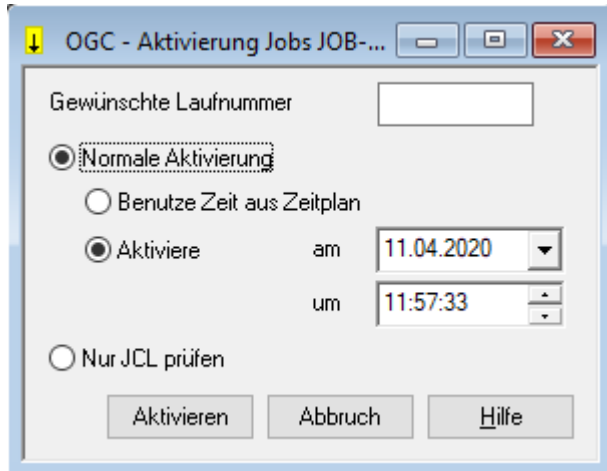 OGC - Aktivierung Jobs JOB-...
Gewünschte Laufnummer
Normale Aktivierung
Benutze Zeit aus Zeitplan
Aktiviere am 11.04.2020
um 11:57:33
Nur JCL prüfen
Aktivieren Abbruch Hilfe